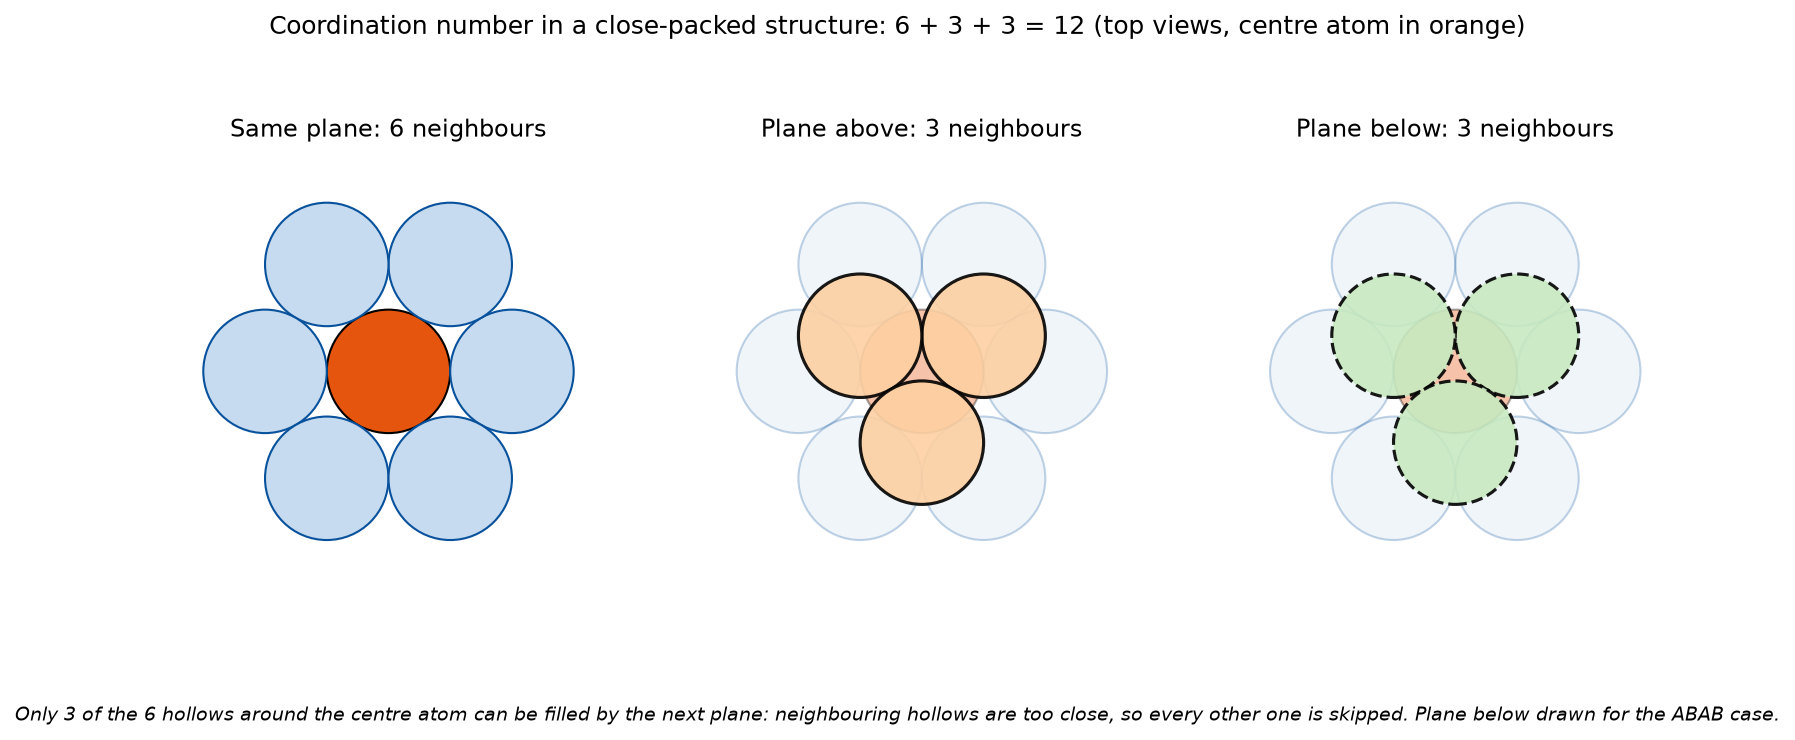 Coordination number in a close-packed structure: 6 + 3 + 3 = 12 (top views, centre atom in orange)
Same plane: 6 neighbours
Plane above: 3 neighbours
Plane below: 3 neighbours
Only 3 of the 6 hollows around the centre atom can be filled by the next plane: neighbouring hollows are too close, so every other one is skipped. Plane below drawn for the ABAB case.